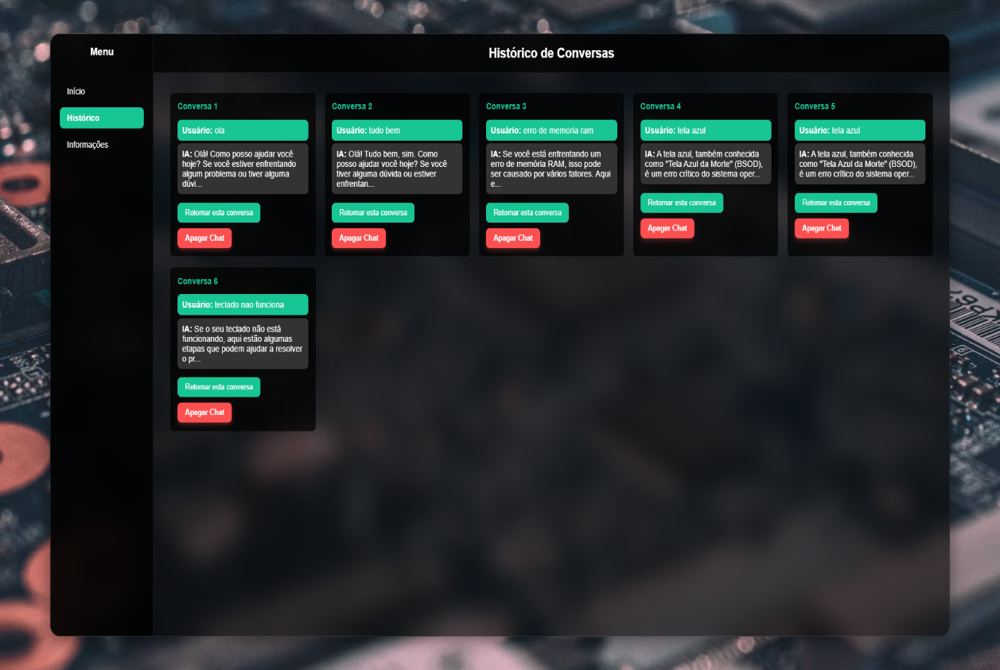 Menu
Início
Histórico
Informações
Histórico de Conversas
Conversa 1
Usuário: ola
IA: Olá! Como posso ajudar você
hoje? Se você estiver enfrentando
algum problema ou tiver alguma
dúvi...
Retomar esta conversa
Apagar Chat
Conversa 2
Usuário: tudo bem
IA: Olá! Tudo bem, sim. Como
posso ajudar você hoje? Se você
tiver alguma dúvida ou estiver
enfrentan...
Retomar esta conversa
Apagar Chat
Conversa 3
Usuário: erro de memoria ram
IA: Se você está enfrentando um
erro de memória RAM, isso pode
ser causado por vários fatores. Aqui
e...
Retomar esta conversa
Apagar Chat
Conversa 4
Usuário: tela azul
IA: A tela azul, também conhecida
como "Tela Azul da Morte" (BSOD),
é um erro crítico do sistema oper...
Retomar esta conversa
Apagar Chat
Conversa 5
Usuário: tela azul
IA: A tela azul, também conhecida
como "Tela Azul da Morte" (BSOD),
é um erro crítico do sistema oper...
Retomar esta conversa
Apagar Chat
Conversa 6
Usuário: teclado nao funciona
IA: Se o seu teclado não está
funcionando, aqui estão algumas
etapas que podem ajudar a resolver
o pr...
Retomar esta conversa
Apagar Chat